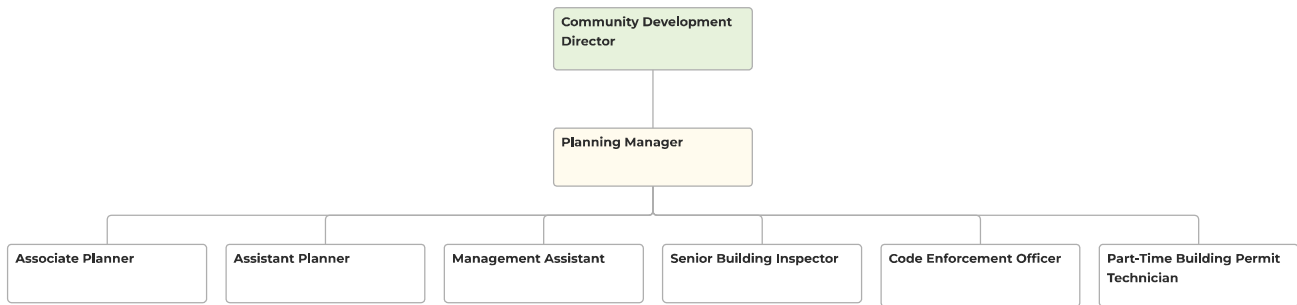 Community Development
Director
Planning Manager
Associate Planner
Assistant Planner
Management Assistant
Senior Building Inspector
Code Enforcement Officer
Part-Time Building Permit
Technician